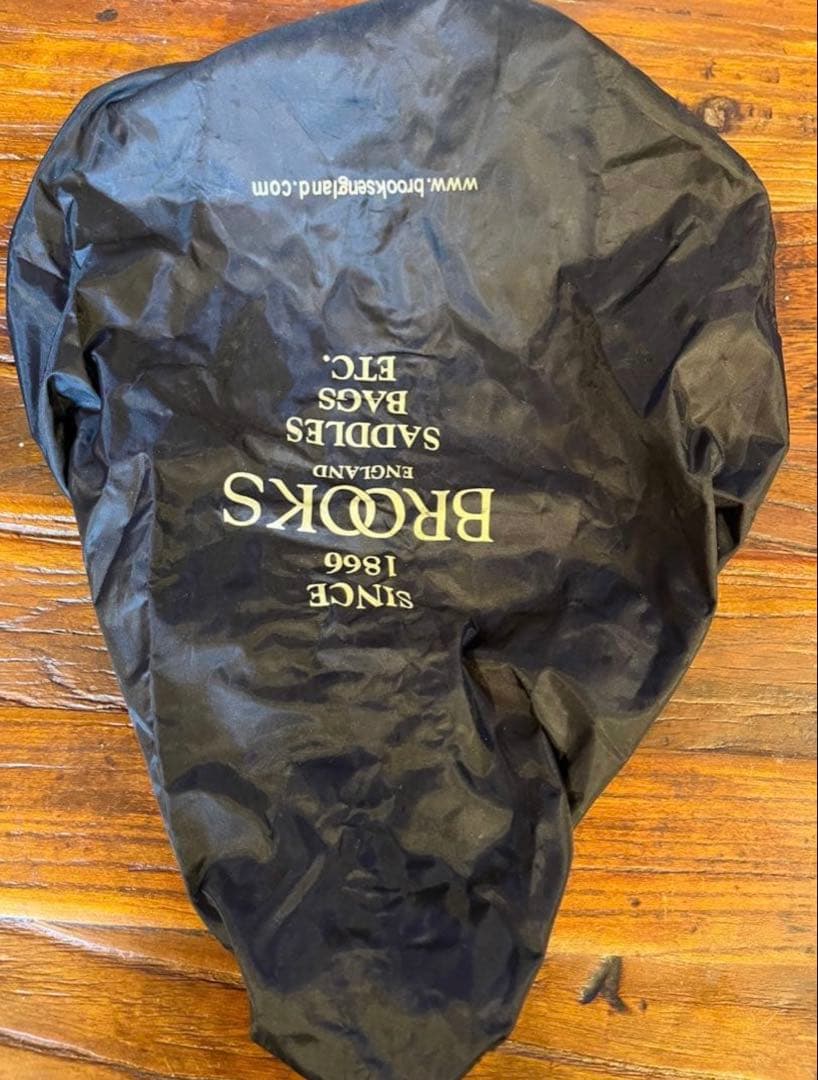 SINCE
1866
BROOKS
ENGLAND
SADDLES
BAGS
ETC.
www.brooksengland.com